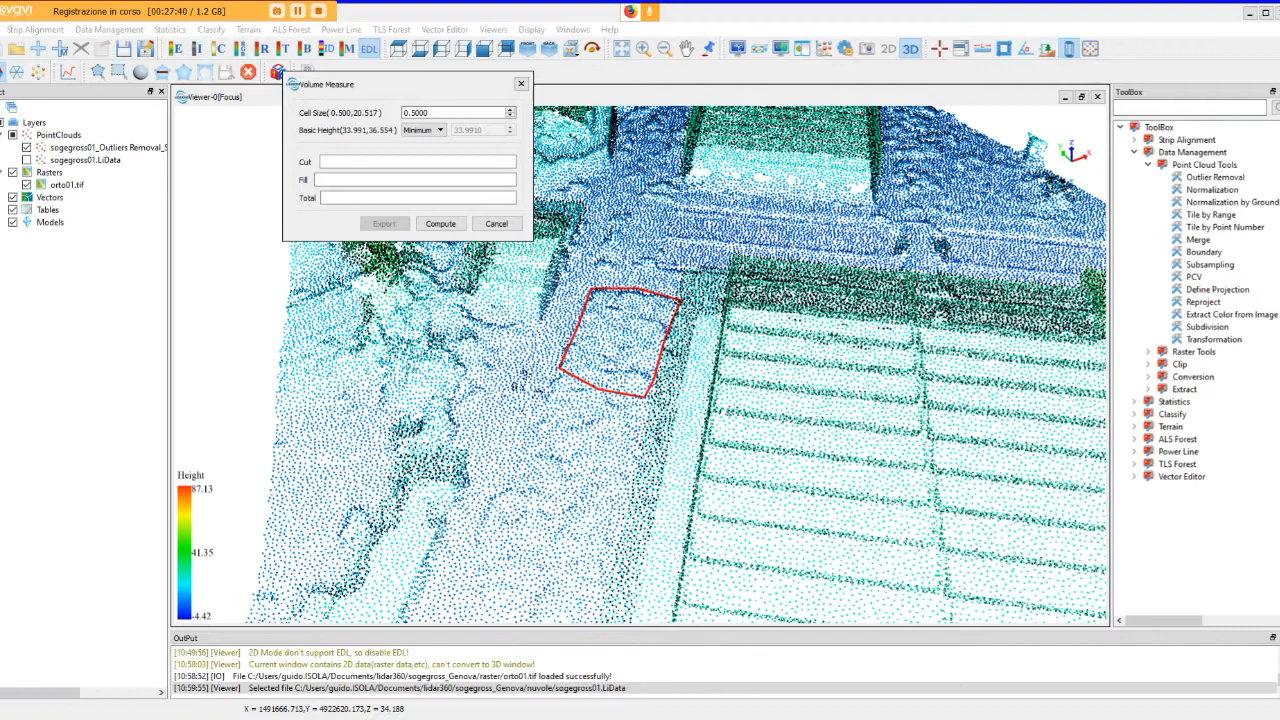 Registrazione in corso [00:27:40 / 1.2 GB]
Strip Alignment Data Management Statistics Classify Terrain ALS Forest Power Line TLS Forest Vector Editor Viewers Display Windows Help
E I C R T B ID M EDL 2D 3D
Volume Measure
Cell Size( 0.500,20.517 ) 0.5000
Basic Height(33.991,36.554 ) Minimum 33.9910
Cut
Fill
Total
Export Compute Cancel
Viewer-0[Focus]
Layers
PointClouds
sogegross01_Outliers Removal_S
sogegross01.LiData
Rasters
orto01.tif
Vectors
Tables
Models
Z
Y
X
Height
87.13
41.35
-4.42
ToolBox
ToolBox
Strip Alignment
Data Management
Point Cloud Tools
Outlier Removal
Normalization
Normalization by Ground
Tile by Range
Tile by Point Number
Merge
Boundary
Subsampling
PCV
Define Projection
Reproject
Extract Color from Image
Subdivision
Transformation
Raster Tools
Clip
Conversion
Extract
Statistics
Classify
Terrain
ALS Forest
Power Line
TLS Forest
Vector Editor
OutPut
[10:49:56] [Viewer] 2D Mode don't support EDL, so disable EDL!
[10:58:03] [Viewer] Current window contains 2D data(raster data,etc), can't convert to 3D window!
[10:58:52] [IO] File C:/Users/guido.ISOLA/Documents/lidar360/sogegross_Genova/raster/orto01.tif loaded successfully!
[10:59:55] [Viewer] Selected file C:/Users/guido.ISOLA/Documents/lidar360/sogegross_Genova/nuvole/sogegross01.LiData
X = 1491666.713,Y = 4922620.173,Z = 34.188